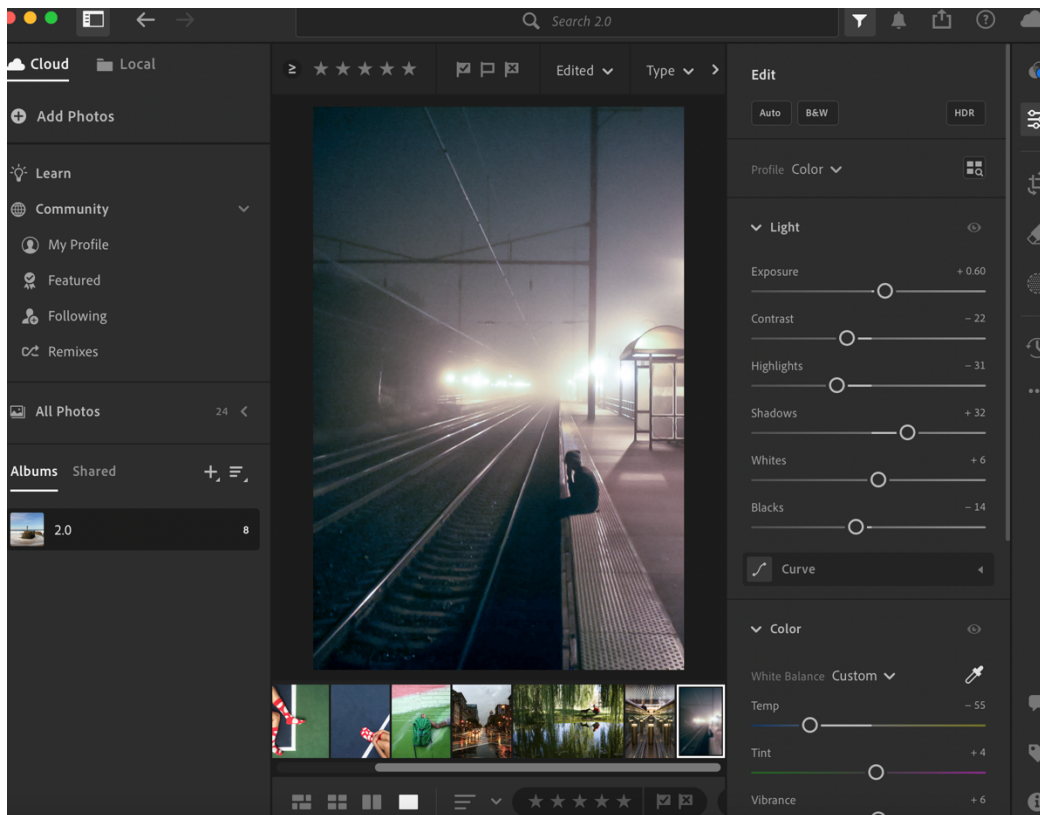 Search 2.0
Cloud Local
≥ Edited Type
Add Photos
Learn
Community
My Profile
Featured
Following
Remixes
All Photos 24
Albums Shared
2.0 8
Edit
Auto B&W HDR
Profile Color
Light
Exposure + 0.60
Contrast – 22
Highlights – 31
Shadows + 32
Whites + 6
Blacks – 14
Curve
Color
White Balance Custom
Temp – 55
Tint + 4
Vibrance + 6